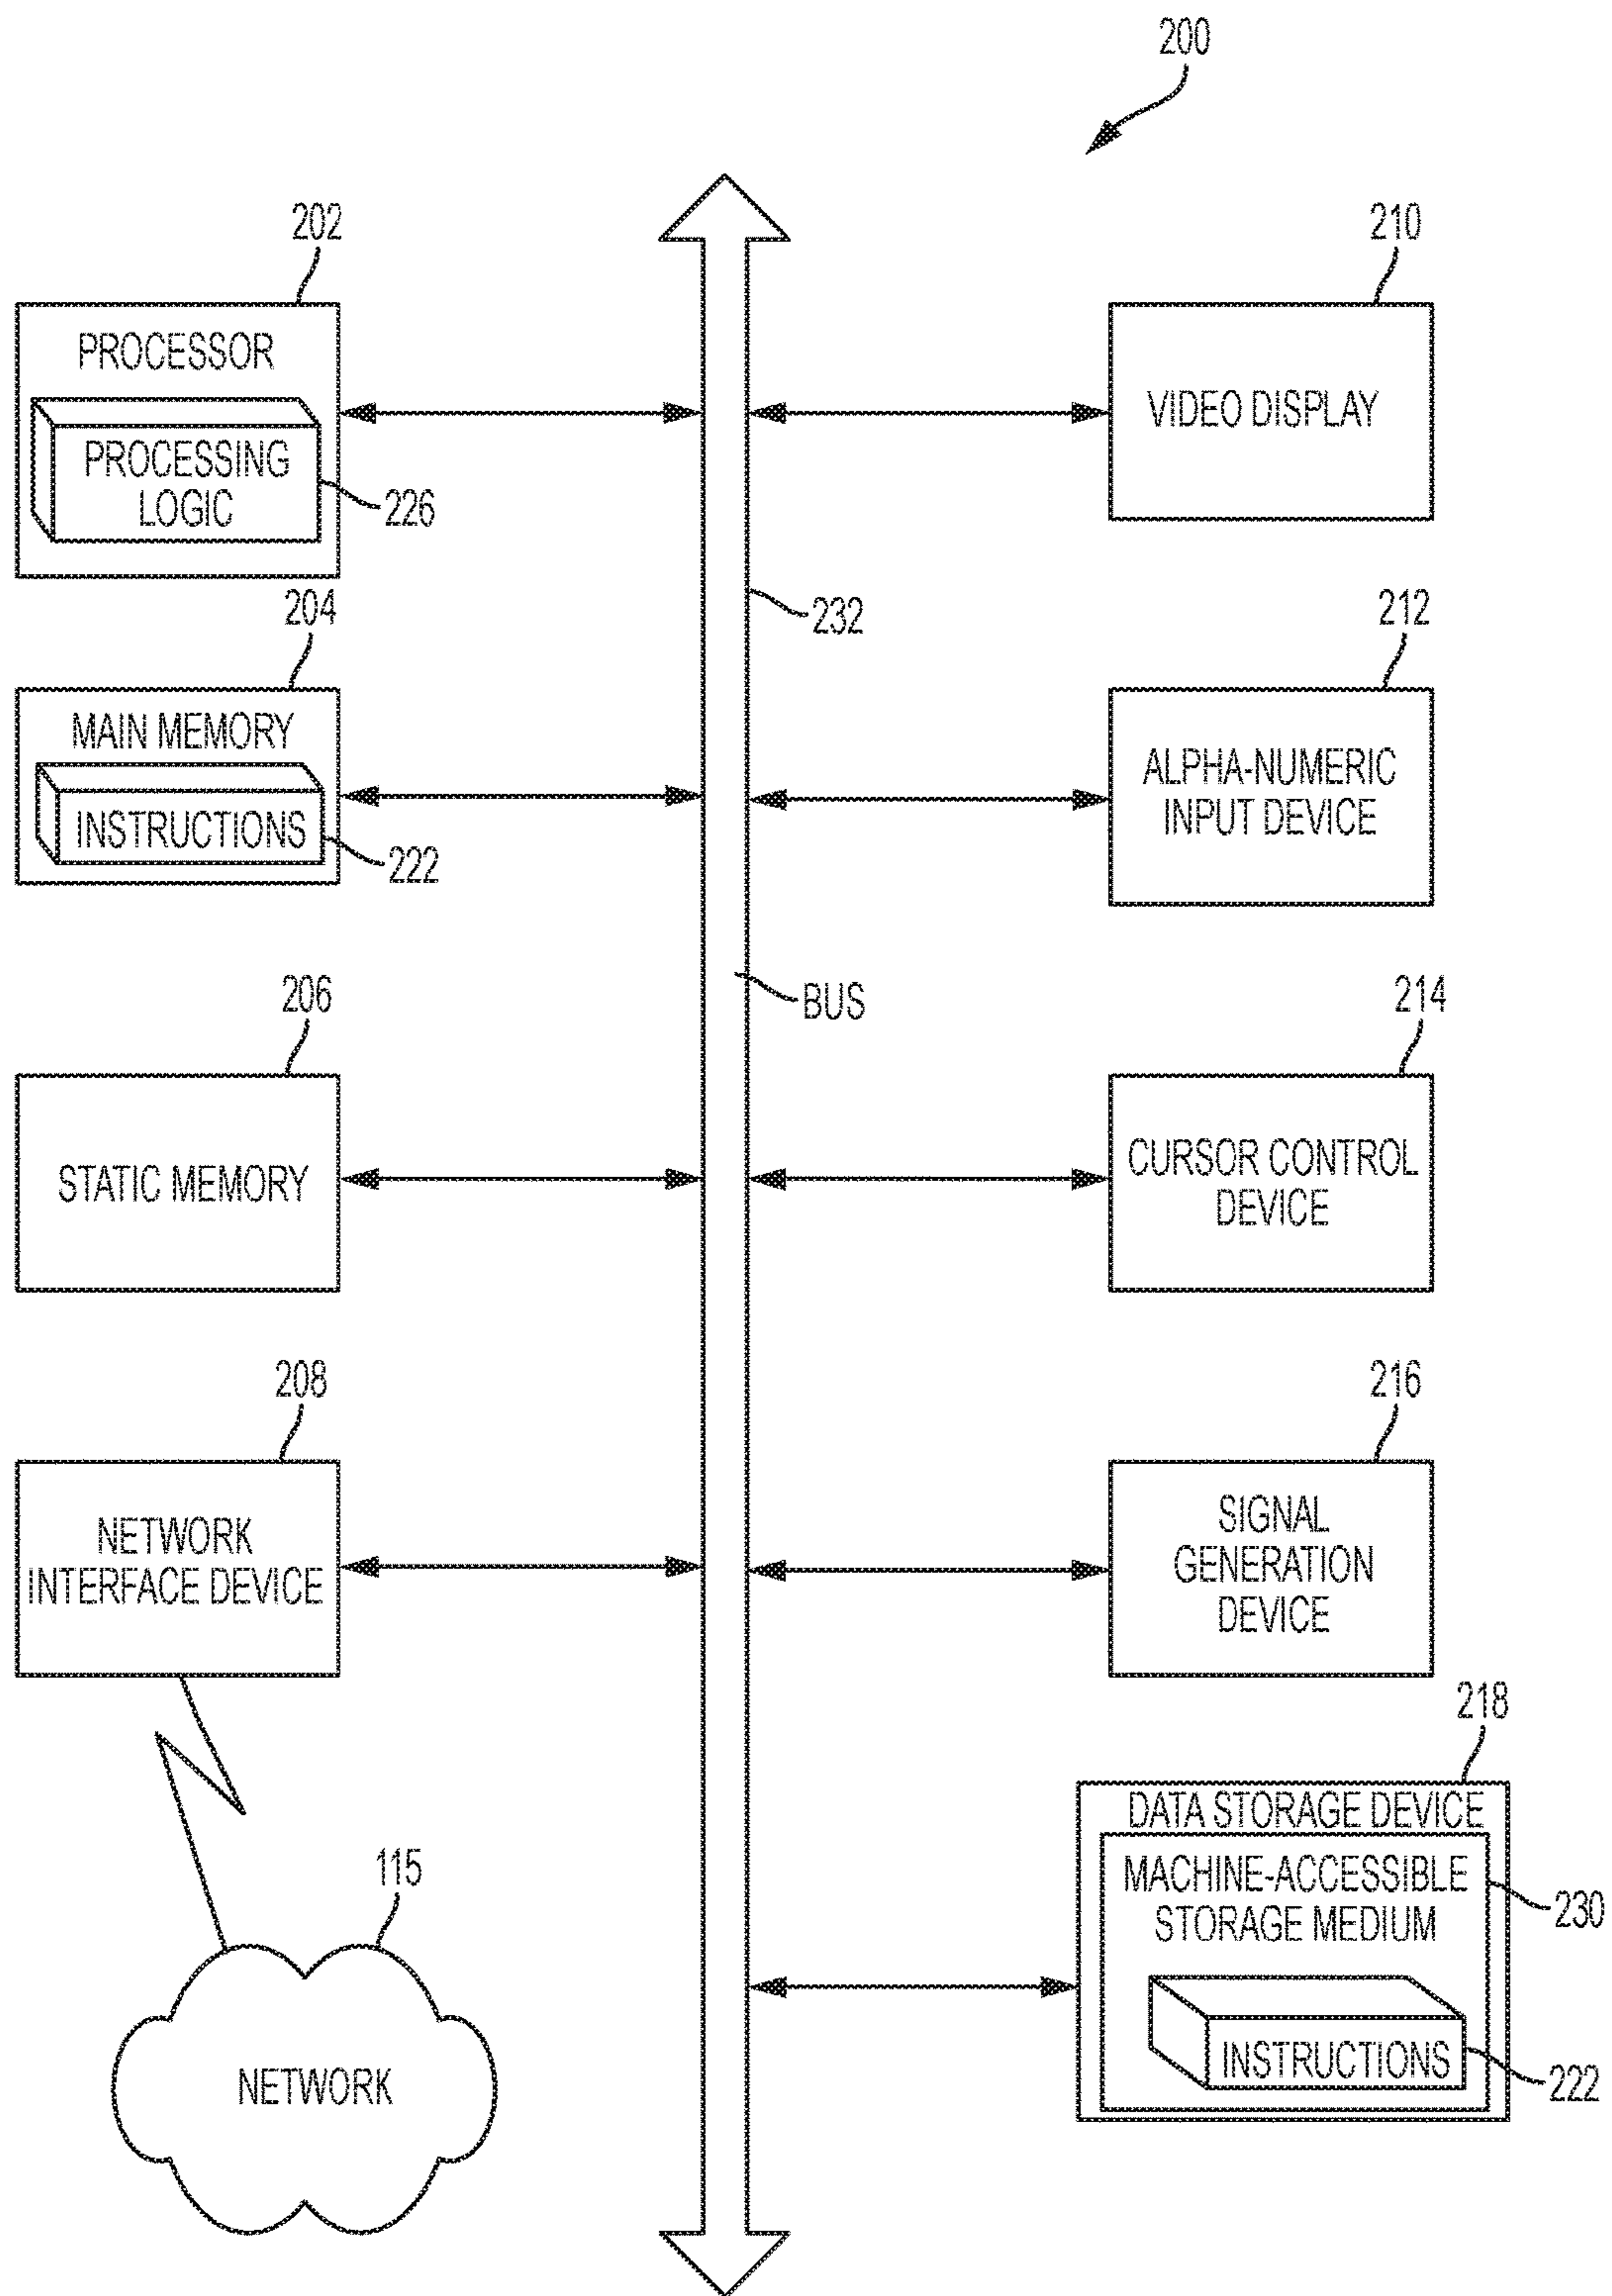 200
202
PROCESSOR
PROCESSING
LOGIC
226
204
MAIN MEMORY
INSTRUCTIONS
222
206
STATIC MEMORY
208
NETWORK
INTERFACE DEVICE
115
NETWORK
232
BUS
210
VIDEO DISPLAY
212
ALPHA-NUMERIC
INPUT DEVICE
214
CURSOR CONTROL
DEVICE
216
SIGNAL
GENERATION
DEVICE
218
DATA STORAGE DEVICE
MACHINE-ACCESSIBLE
STORAGE MEDIUM
230
INSTRUCTIONS
222